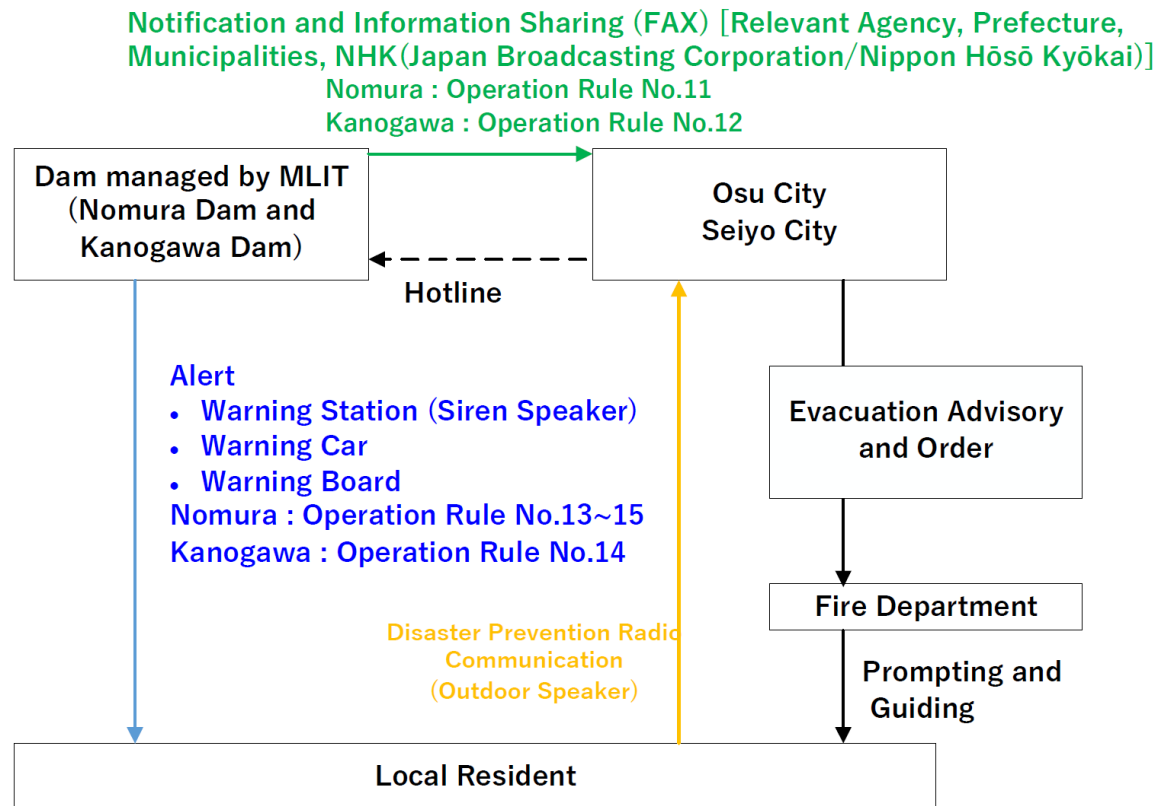 Notification and Information Sharing (FAX) [Relevant Agency, Prefecture,
Municipalities, NHK(Japan Broadcasting Corporation/Nippon Hōsō Kyōkai)]
Nomura : Operation Rule No.11
Kanogawa : Operation Rule No.12
Dam managed by MLIT
(Nomura Dam and
Kanogawa Dam)
Osu City
Seiyo City
Hotline
Alert
• Warning Station (Siren Speaker)
• Warning Car
• Warning Board
Nomura : Operation Rule No.13~15
Kanogawa : Operation Rule No.14
Evacuation Advisory
and Order
Fire Department
Disaster Prevention Radio
Communication
(Outdoor Speaker)
Prompting and
Guiding
Local Resident